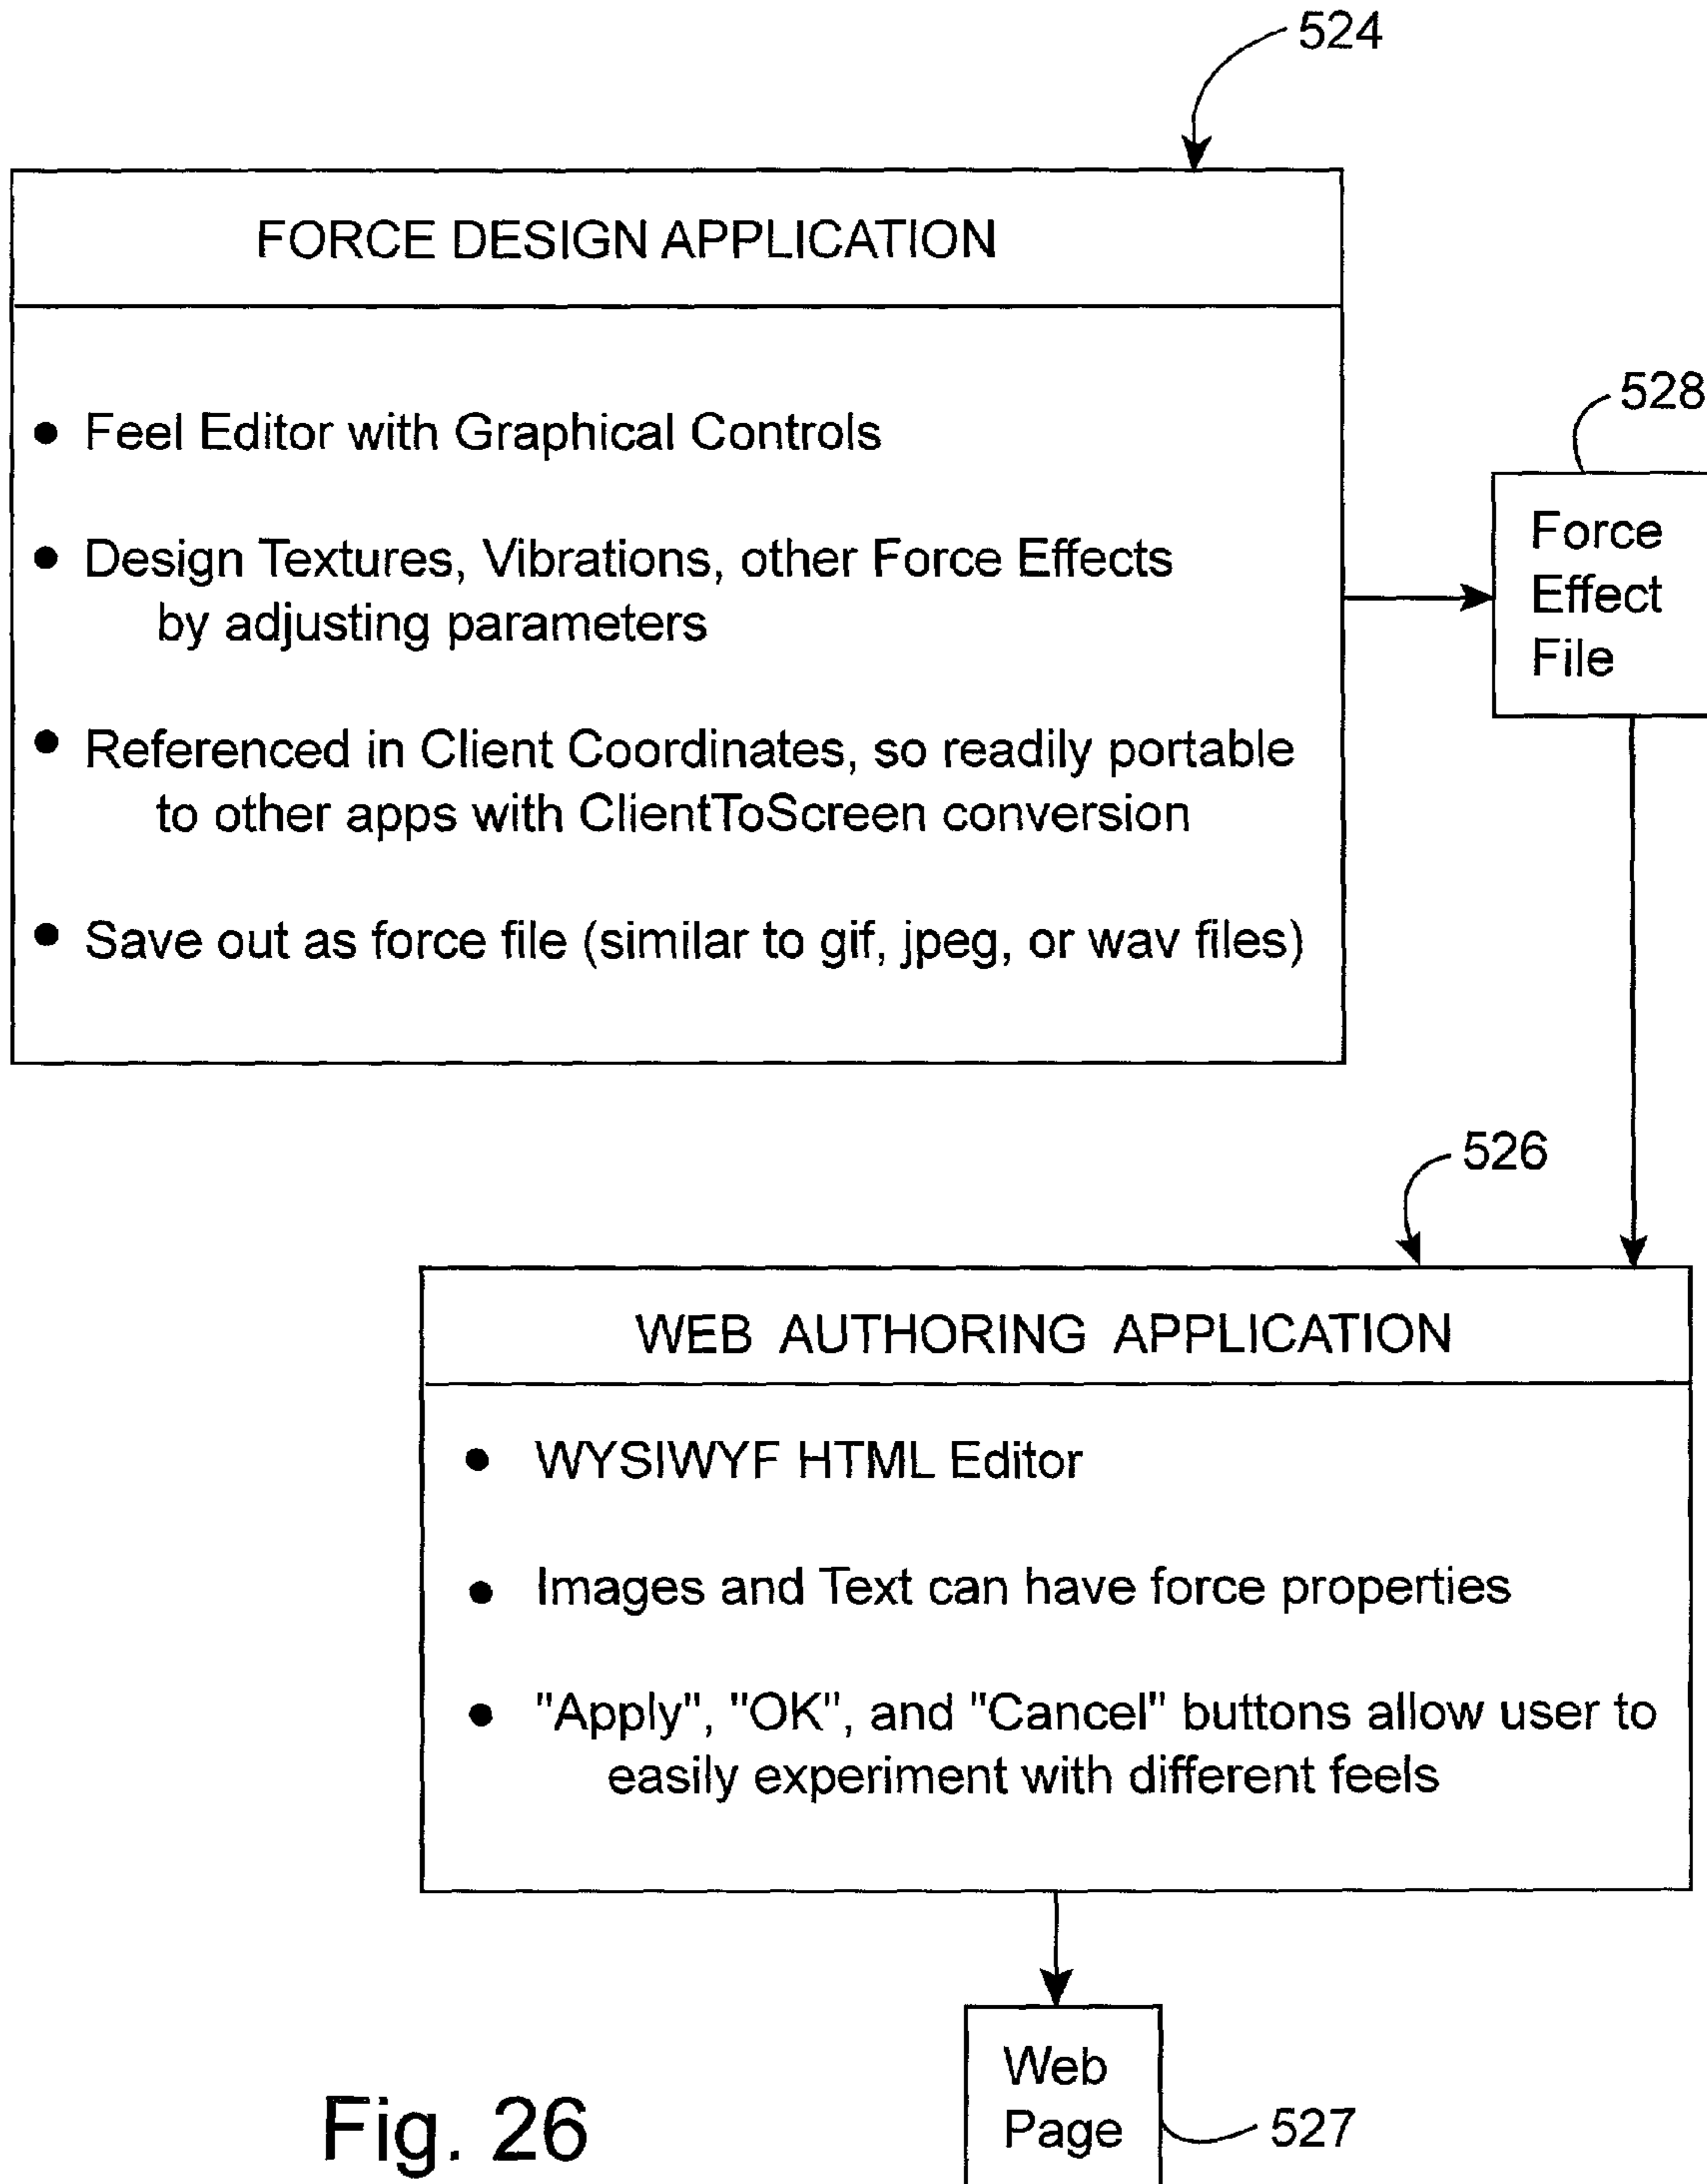 524
FORCE DESIGN APPLICATION
● Feel Editor with Graphical Controls
● Design Textures, Vibrations, other Force Effects
by adjusting parameters
● Referenced in Client Coordinates, so readily portable
to other apps with ClientToScreen conversion
● Save out as force file (similar to gif, jpeg, or wav files)
528
Force
Effect
File
526
WEB AUTHORING APPLICATION
● WYSIWYF HTML Editor
● Images and Text can have force properties
● "Apply", "OK", and "Cancel" buttons allow user to
easily experiment with different feels
Web
Page
527
Fig. 26